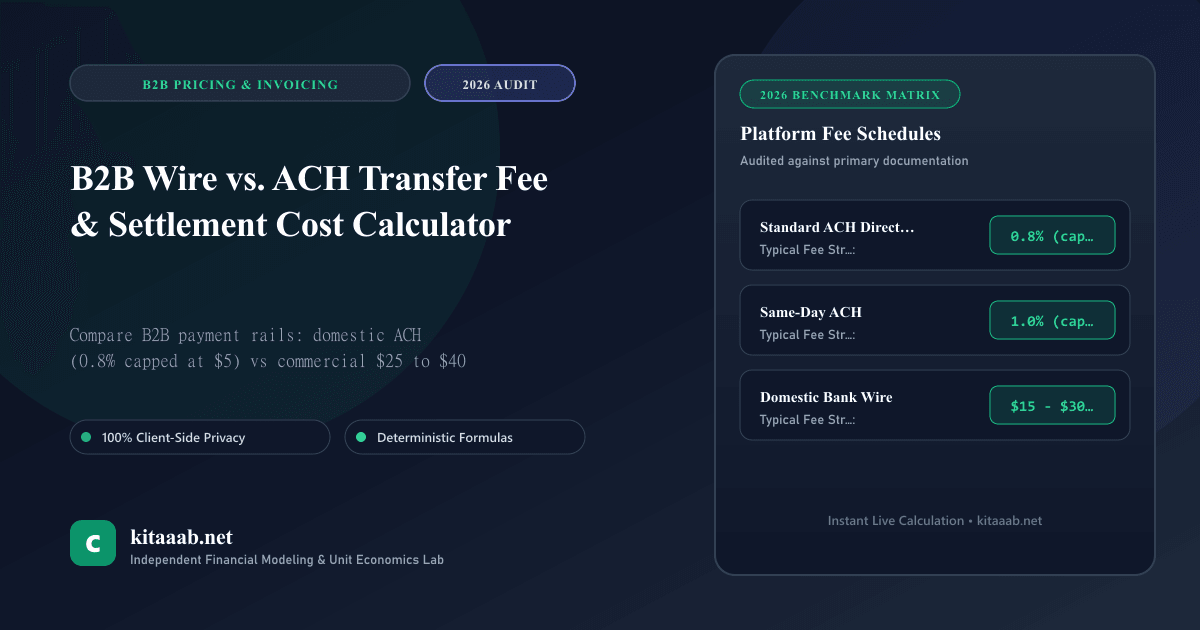 B2B PRICING & INVOICING
2026 AUDIT
B2B Wire vs. ACH Transfer Fee
& Settlement Cost Calculator
Compare B2B payment rails: domestic ACH
(0.8% capped at $5) vs commercial $25 to $40
100% Client-Side Privacy
Deterministic Formulas
C
kitaaab.net
Independent Financial Modeling & Unit Economics Lab
2026 BENCHMARK MATRIX
Platform Fee Schedules
Audited against primary documentation
Standard ACH Direct…
Typical Fee Str…:
0.8% (cap…
Same-Day ACH
Typical Fee Str…:
1.0% (cap…
Domestic Bank Wire
Typical Fee Str…:
$15 - $30…
Instant Live Calculation • kitaaab.net